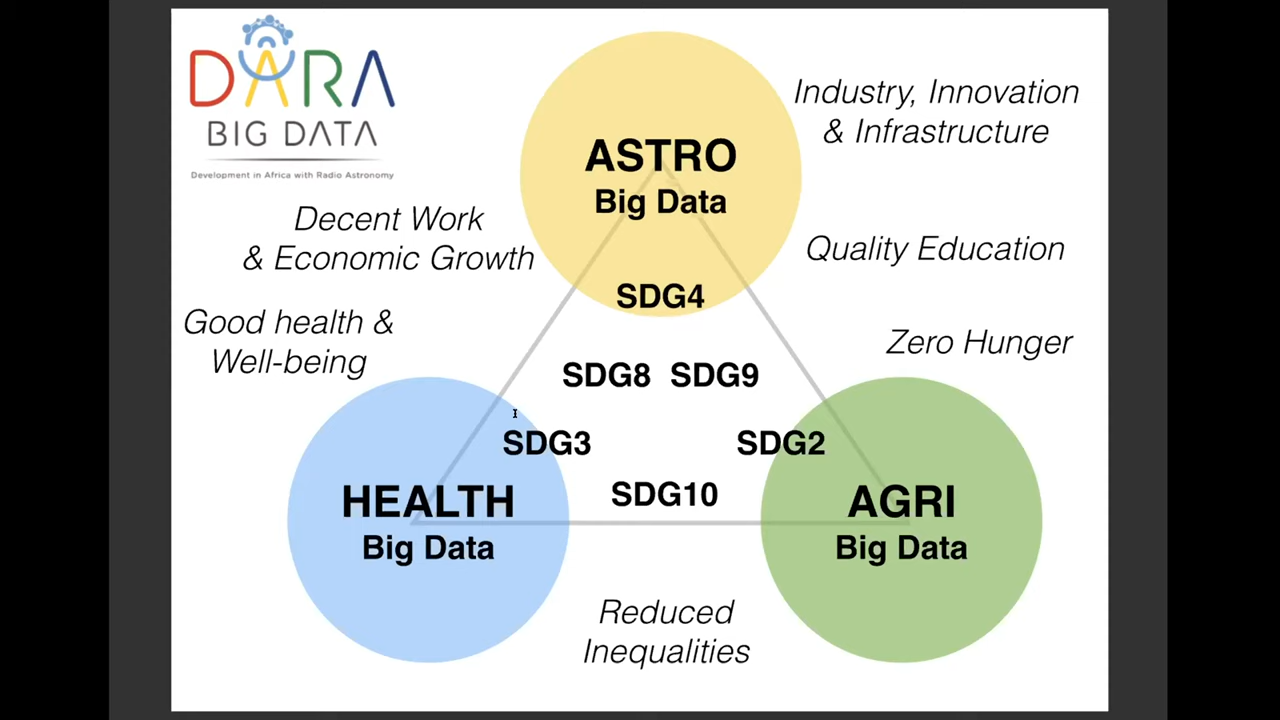 DARA
BIG DATA
Development in Africa with Radio Astronomy
ASTRO
Big Data
Industry, Innovation
& Infrastructure
Decent Work
& Economic Growth
Quality Education
SDG4
Good health &
Well-being
Zero Hunger
SDG8 SDG9
SDG3
SDG2
SDG10
HEALTH
Big Data
AGRI
Big Data
Reduced
Inequalities